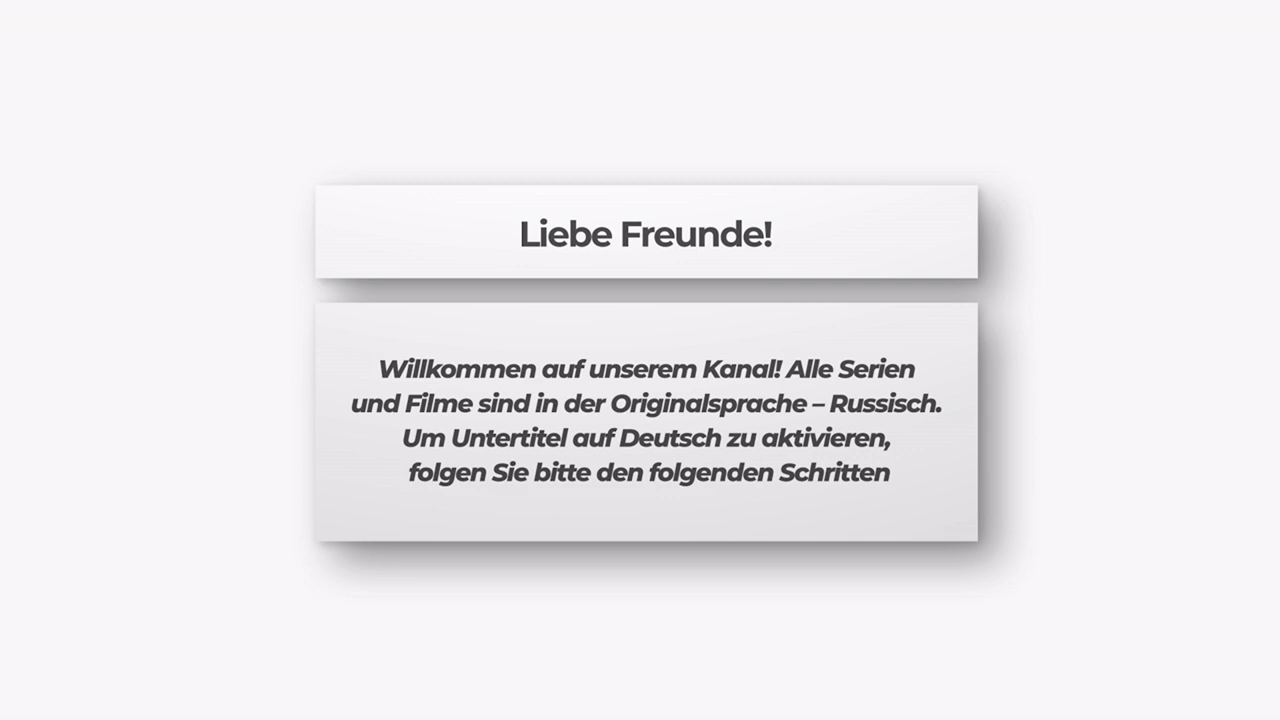 Liebe Freunde!
Willkommen auf unserem Kanal! Alle Serien
und Filme sind in der Originalsprache – Russisch.
Um Untertitel auf Deutsch zu aktivieren,
folgen Sie bitte den folgenden Schritten